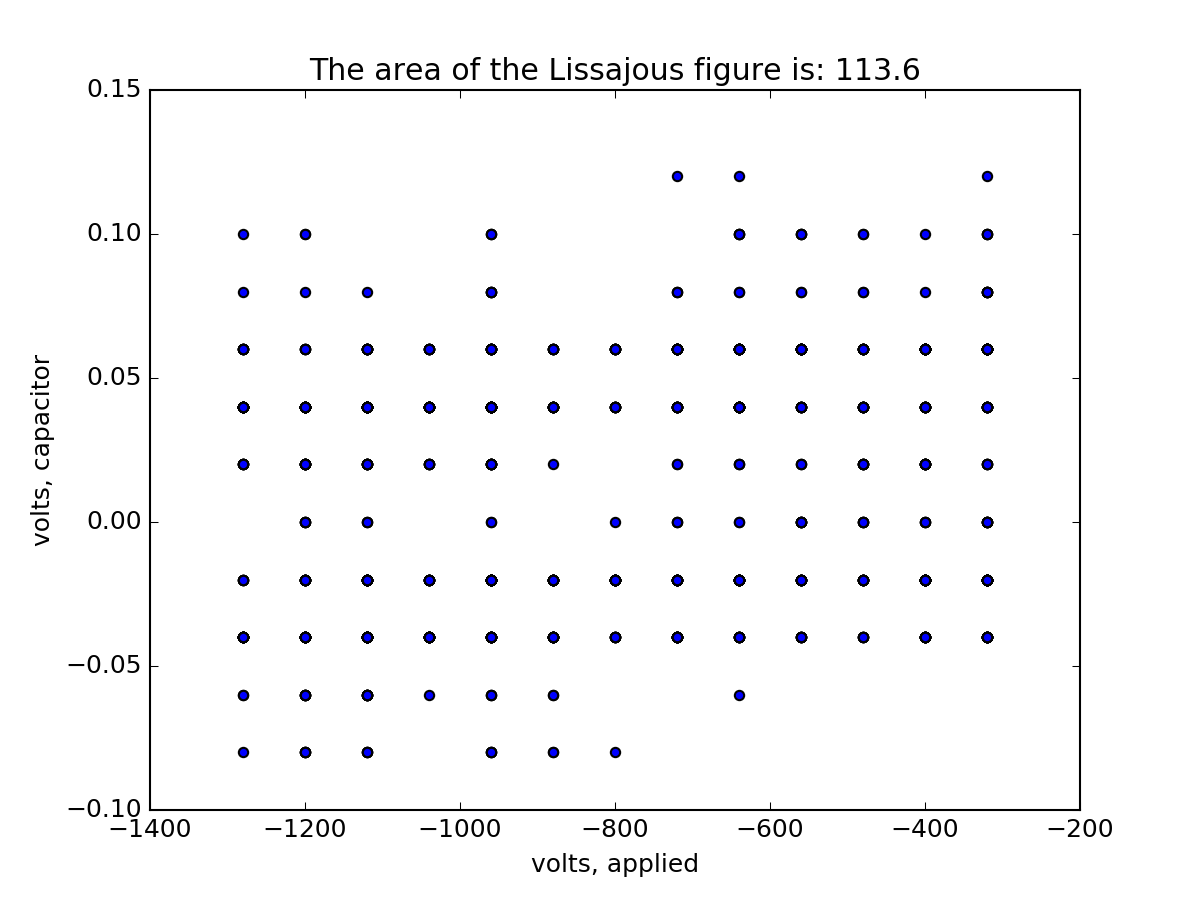 The area of the Lissajous figure is: 113.6
0.15
0.10
0.05
0.00
−0.05
−0.10
volts, capacitor
−1400 −1200 −1000 −800 −600 −400 −200
volts, applied